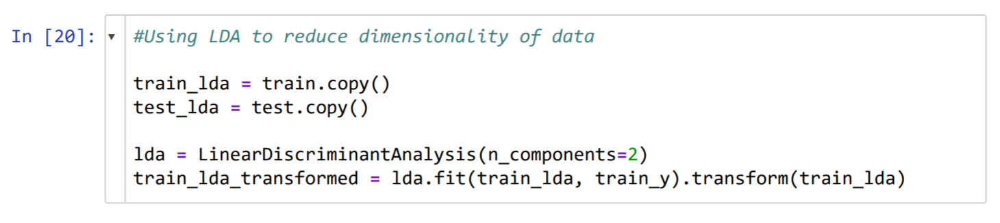 In [20]: ▾ #Using LDA to reduce dimensionality of data
train_lda = train.copy()
test_lda = test.copy()
lda = LinearDiscriminantAnalysis(n_components=2)
train_lda_transformed = lda.fit(train_lda, train_y).transform(train_lda)